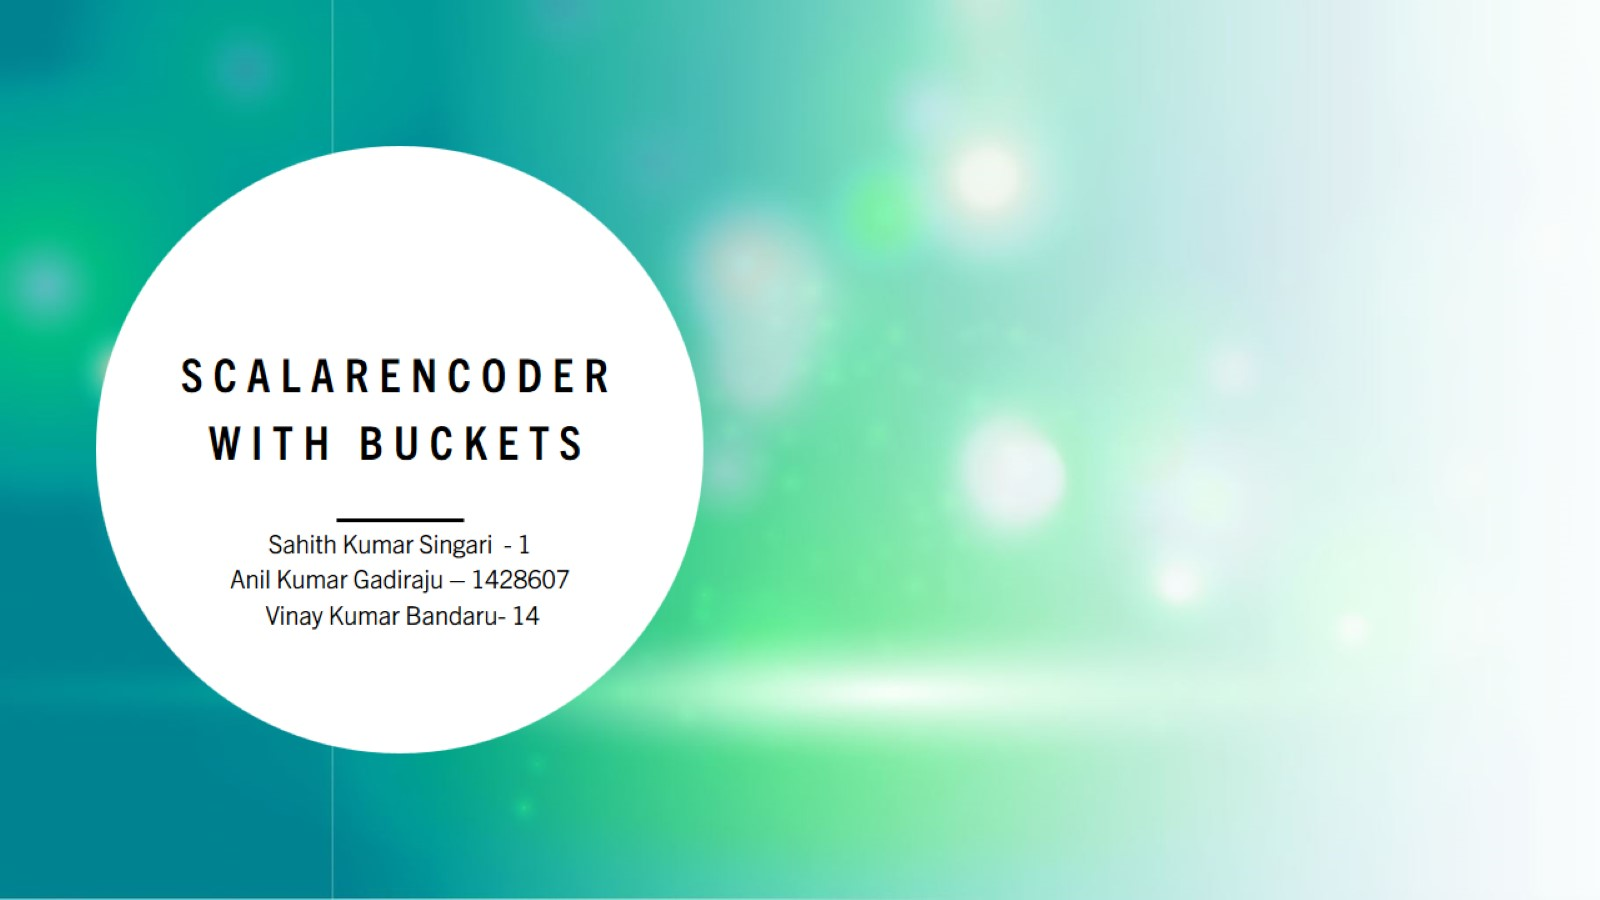 SCALARENCODER
WITH BUCKETS
Sahith Kumar Singari - 1
Anil Kumar Gadiraju – 1428607
Vinay Kumar Bandaru- 14